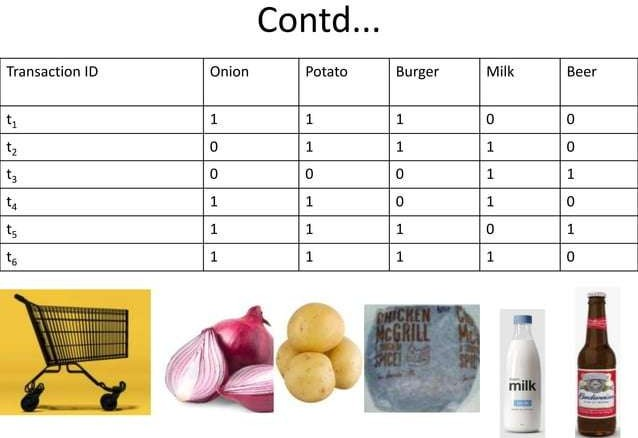 Contd...
Transaction ID Onion Potato Burger Milk Beer
t₁ 1 1 1 0 0
t₂ 0 1 1 1 0
t₃ 0 0 0 1 1
t₄ 1 1 0 1 0
t₅ 1 1 1 0 1
t₆ 1 1 1 1 0
CHICKEN
McGRILL
milk
Budweiser